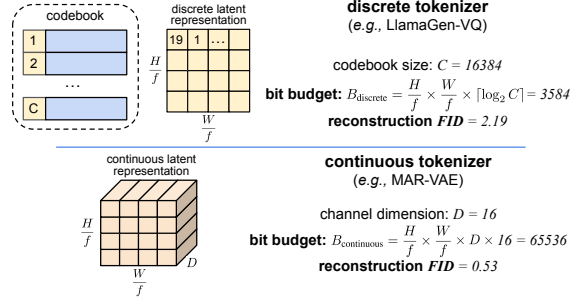 codebook
1
2
...
C
discrete latent
representation
19 1 ...
H/f
W/f
discrete tokenizer
(e.g., LlamaGen-VQ)
codebook size: C = 16384
bit budget: B_discrete = H/f × W/f × ⌈log₂ C⌉ = 3584
reconstruction FID = 2.19
continuous latent
representation
H/f
W/f
D
continuous tokenizer
(e.g., MAR-VAE)
channel dimension: D = 16
bit budget: B_continuous = H/f × W/f × D × 16 = 65536
reconstruction FID = 0.53